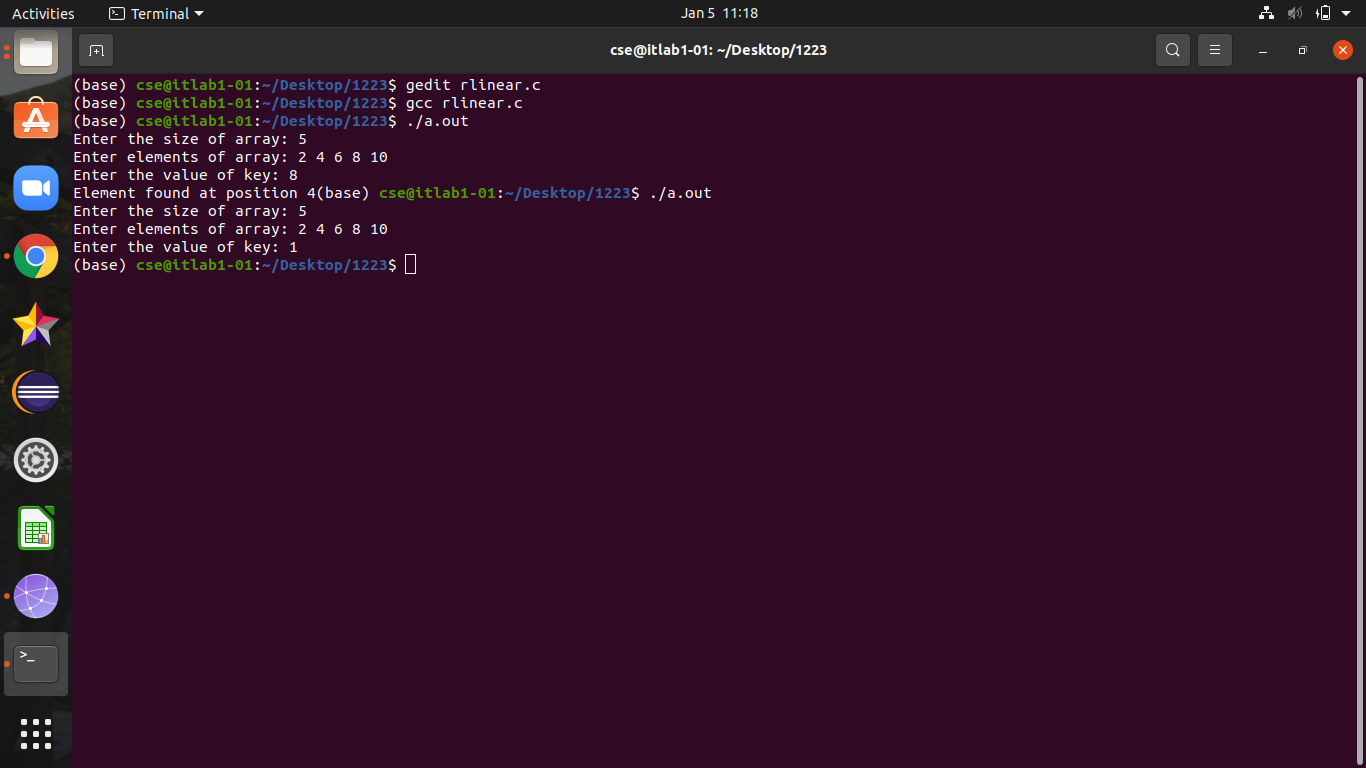 Activities Terminal Jan 5 11:18
cse@itlab1-01: ~/Desktop/1223
(base) cse@itlab1-01:~/Desktop/1223$ gedit rlinear.c
(base) cse@itlab1-01:~/Desktop/1223$ gcc rlinear.c
(base) cse@itlab1-01:~/Desktop/1223$ ./a.out
Enter the size of array: 5
Enter elements of array: 2 4 6 8 10
Enter the value of key: 8
Element found at position 4(base) cse@itlab1-01:~/Desktop/1223$ ./a.out
Enter the size of array: 5
Enter elements of array: 2 4 6 8 10
Enter the value of key: 1
(base) cse@itlab1-01:~/Desktop/1223$